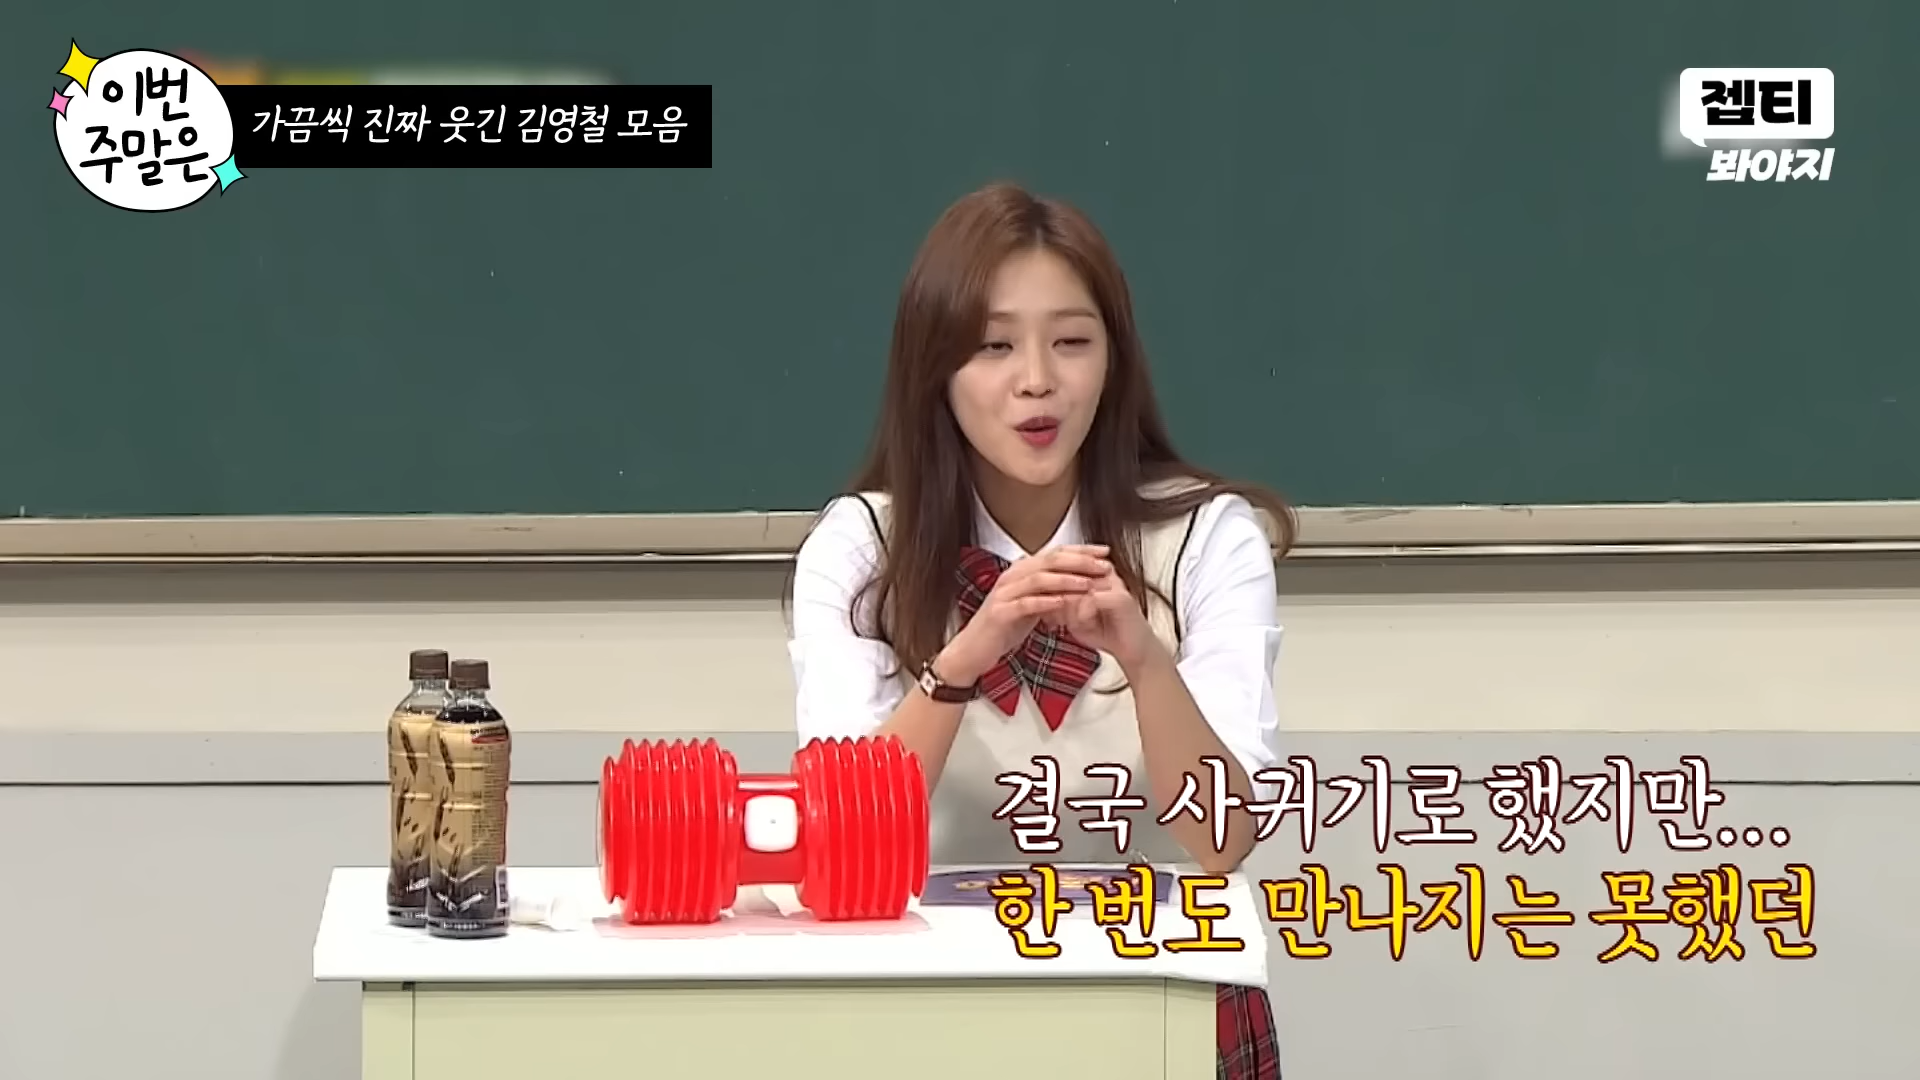 이번
주말은
가끔씩 진짜 웃긴 김영철 모음
젭티
봐야지
결국 사귀기로 했지만...
한 번도 만나지는 못했던